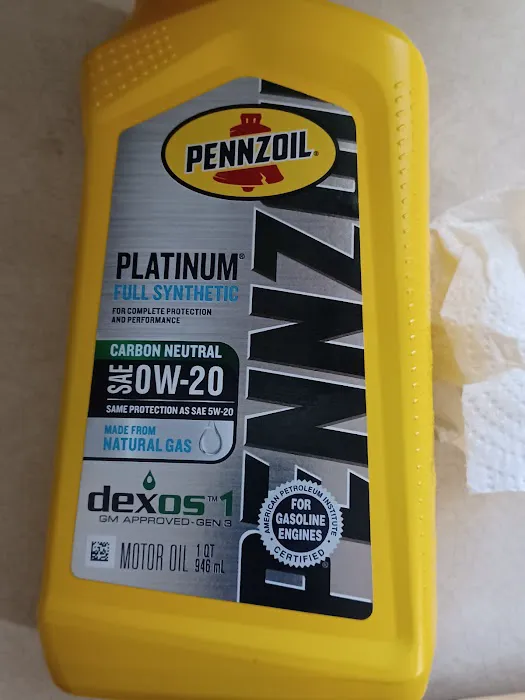 PENNZOIL®
PLATINUM®
FULL SYNTHETIC
FOR COMPLETE PROTECTION
AND PERFORMANCE
CARBON NEUTRAL
SAE 0W-20
SAME PROTECTION AS SAE 5W-20
MADE FROM
NATURAL GAS
dexos™1
GM APPROVED-GEN 3
MOTOR OIL 1 QT
946 mL
AMERICAN PETROLEUM INSTITUTE
FOR
GASOLINE
ENGINES
CERTIFIED
PENNZOIL